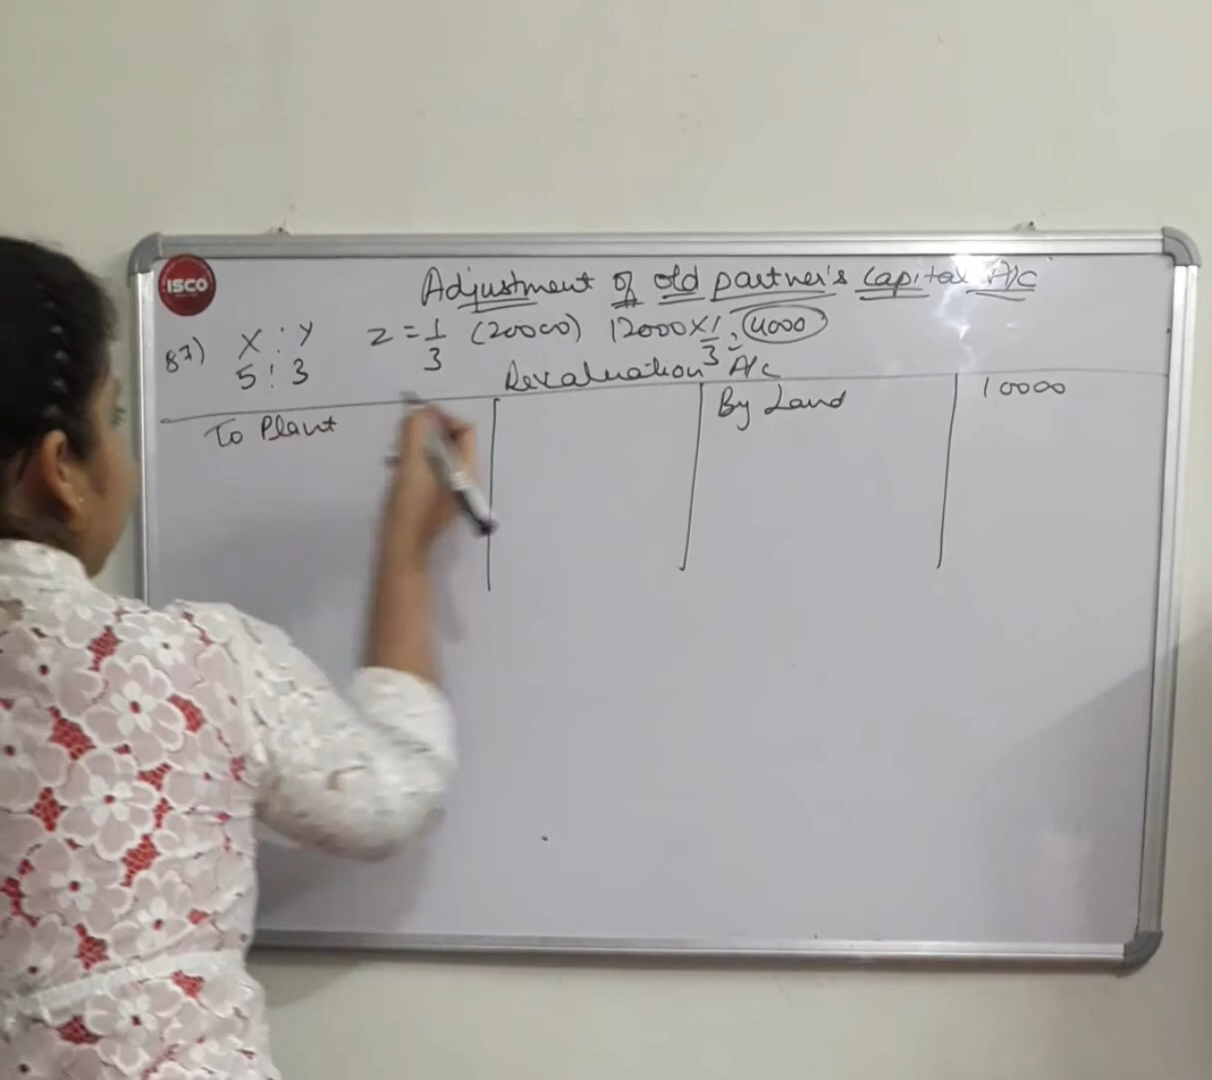 ISCO
Adjustment of old partner's Capital A/c
87) X : Y Z = 1/3 (20000) 12000 X 1/3 = 4000
5 : 3
Revaluation A/c
To Plant By Land 10000